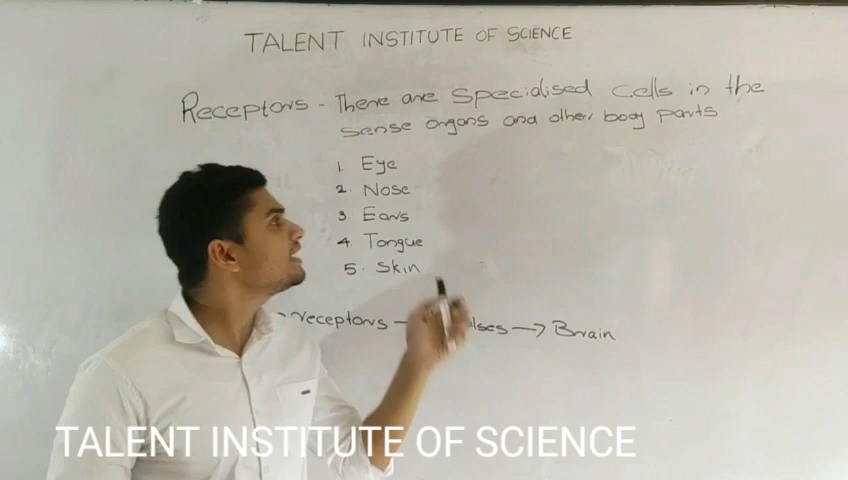 TALENT INSTITUTE OF SCIENCE
Receptors - There are specialised cells in the
sense organs and other body parts
1. Eye
2. Nose
3. Ears
4. Tongue
5. Skin
receptors → lses → Brain
TALENT INSTITUTE OF SCIENCE